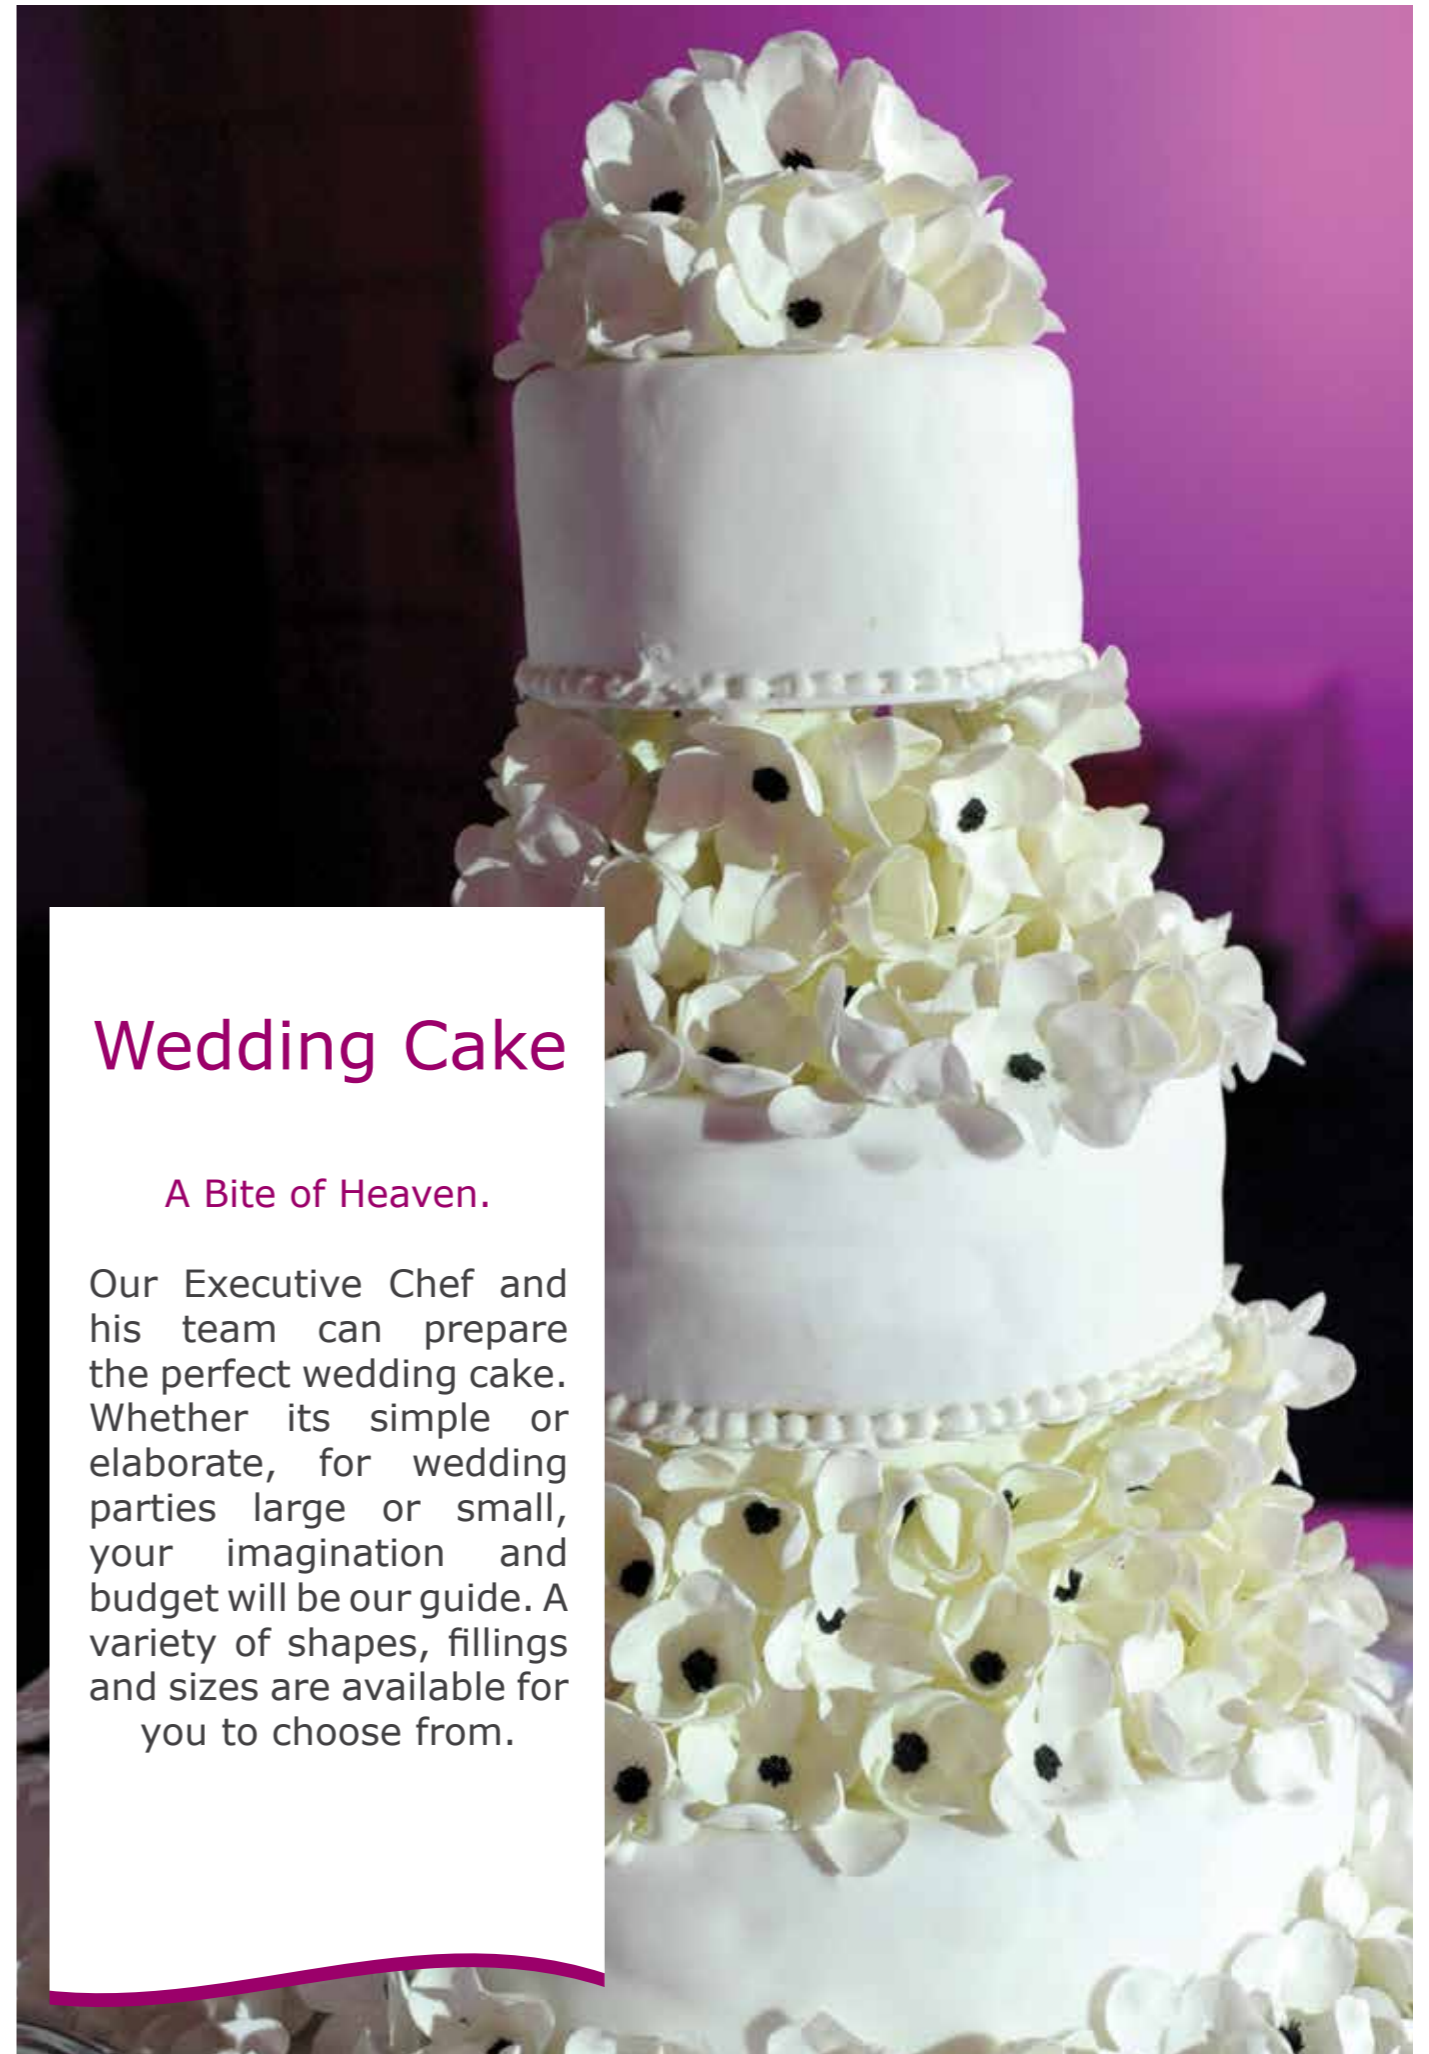 Wedding Cake
A Bite of Heaven.
Our Executive Chef and
his team can prepare
the perfect wedding cake.
Whether its simple or
elaborate, for wedding
parties large or small,
your imagination and
budget will be our guide. A
variety of shapes, fillings
and sizes are available for
you to choose from.